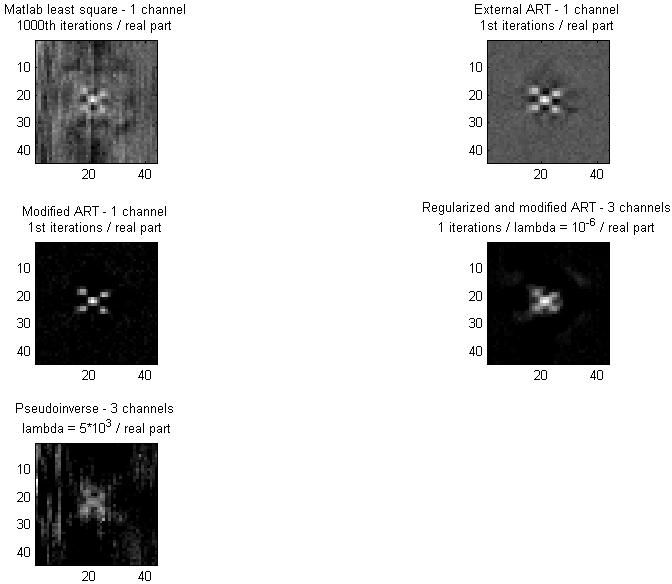 Matlab least square - 1 channel
1000th iterations / real part
10
20
30
40
20 40
External ART - 1 channel
1st iterations / real part
10
20
30
40
20 40
Modified ART - 1 channel
1st iterations / real part
10
20
30
40
20 40
Regularized and modified ART - 3 channels
1 iterations / lambda = 10⁻⁶ / real part
10
20
30
40
20 40
Pseudoinverse - 3 channels
lambda = 5*10³ / real part
10
20
30
40
20 40